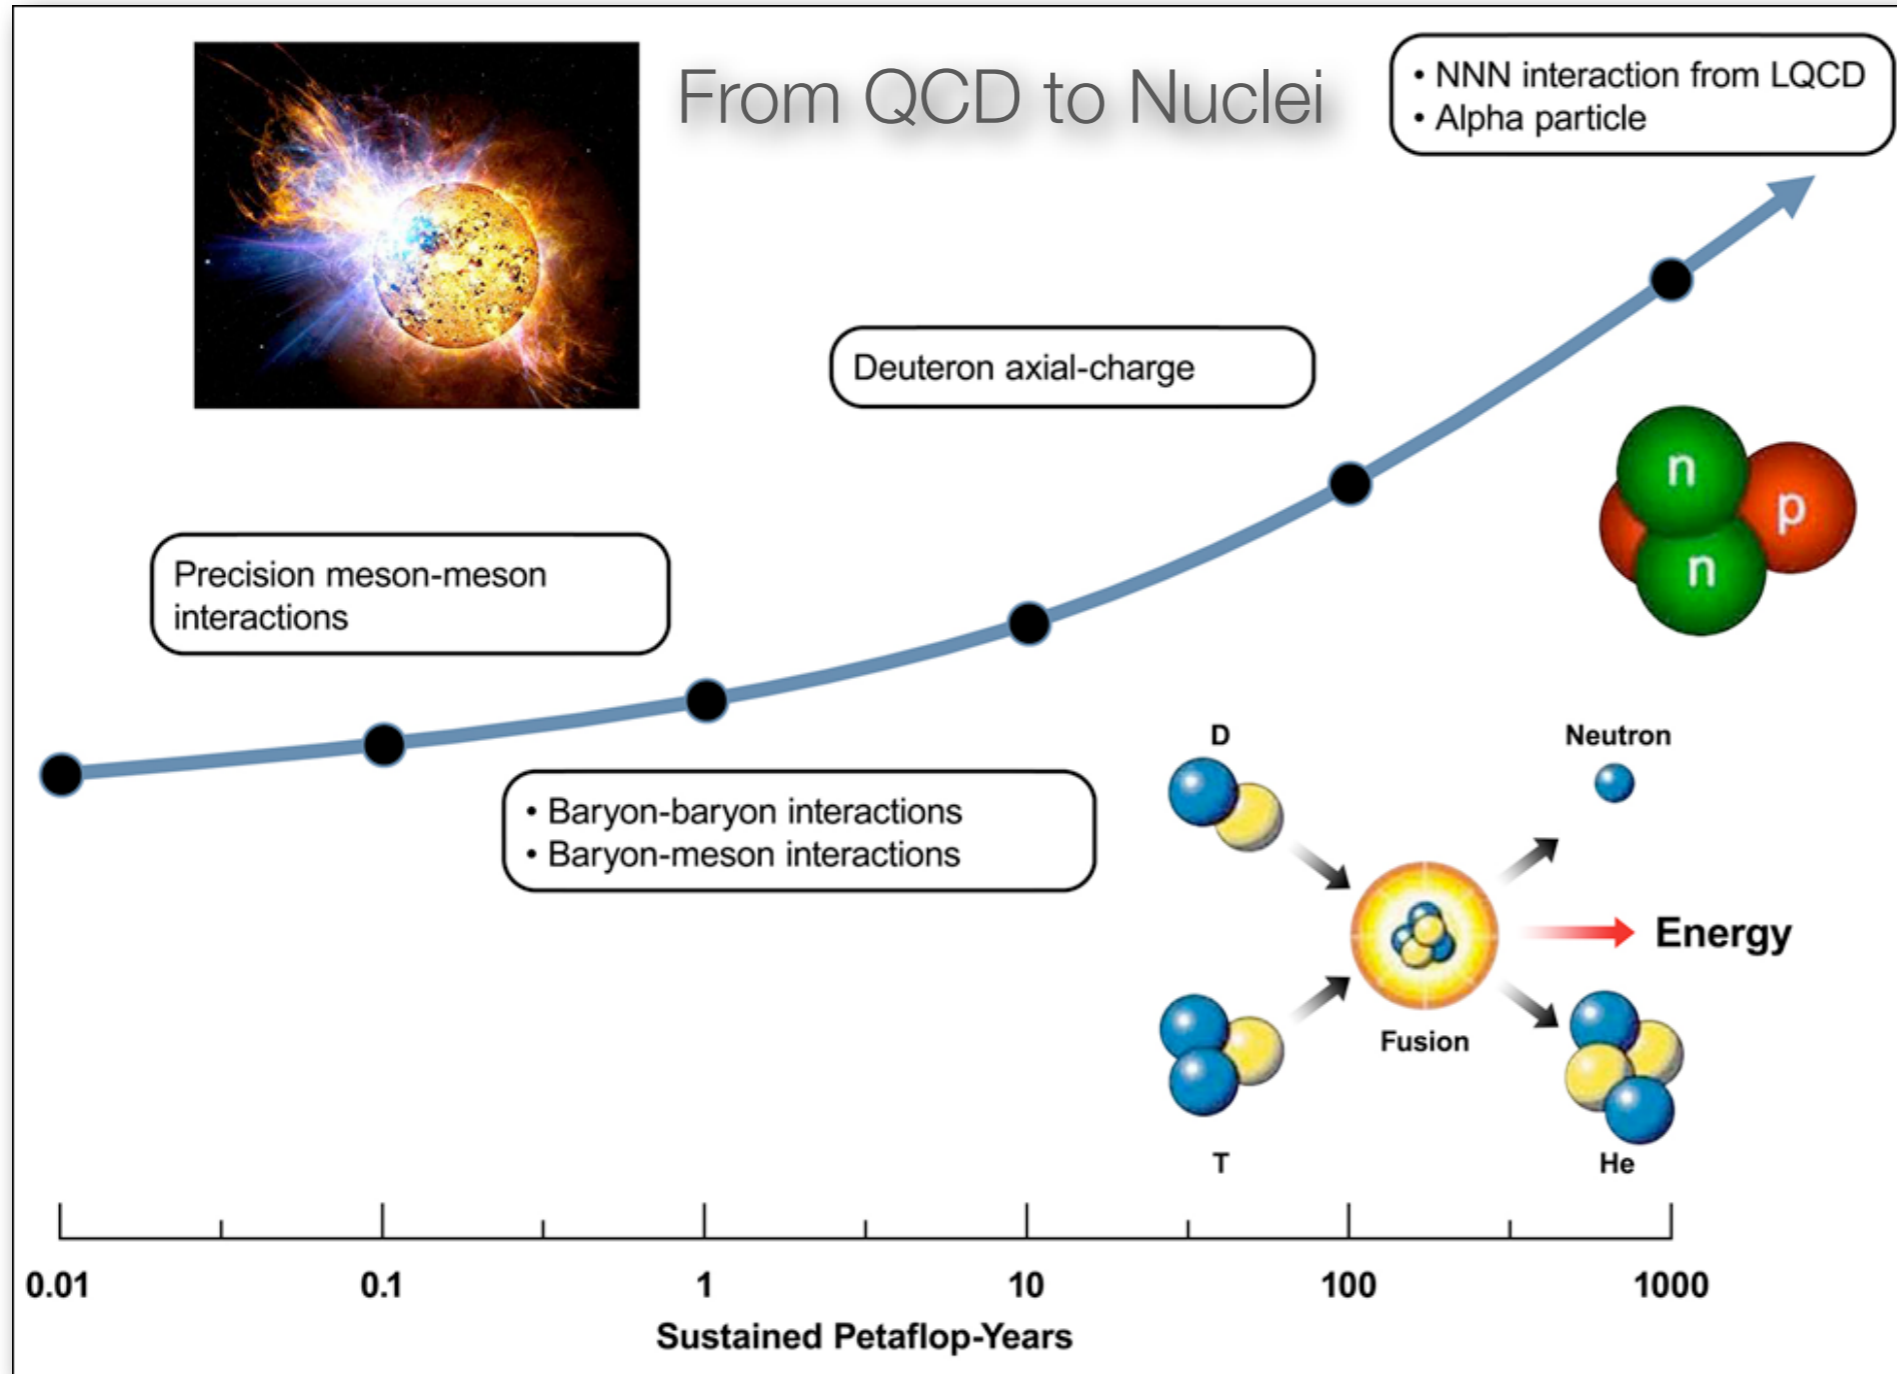 From QCD to Nuclei
• NNN interaction from LQCD
• Alpha particle
Deuteron axial-charge
Precision meson-meson
interactions
• Baryon-baryon interactions
• Baryon-meson interactions
n
p
n
D
Neutron
Energy
Fusion
T
He
0.01 0.1 1 10 100 1000
Sustained Petaflop-Years